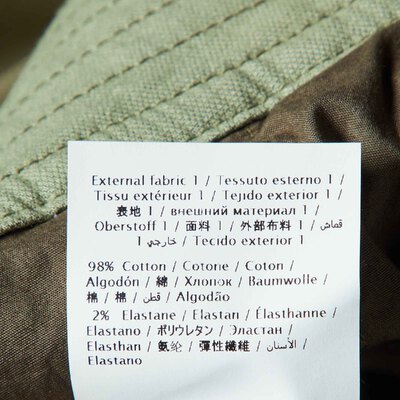 External fabric 1 / Tessuto esterno 1 /
Tissu extérieur 1 / Tejido exterior 1 /
表地 1 / внешний материал 1 /
Oberstoff 1 / 面料 1 / 外部布料 1 / قماش
خارجي 1 / Tecido exterior 1
98% Cotton / Cotone / Coton /
Algodón / 綿 / Хлопок / Baumwolle /
棉 / 棉 / قطن / Algodão
2% Elastane / Elastan / Élasthanne /
Elastano / ポリウレタン / Эластан /
Elasthan / 氨纶 / 彈性纖維 / الأستان /
Elastano